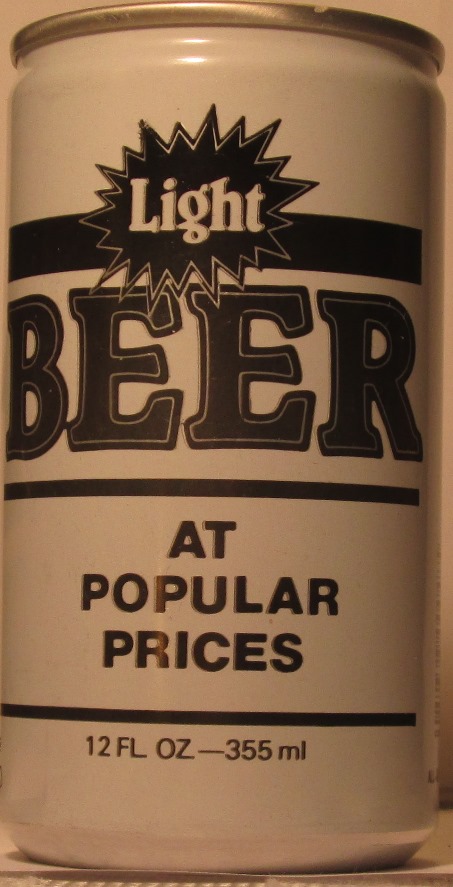 Light
BEER
AT
POPULAR
PRICES
12 FL. OZ.—355 ml